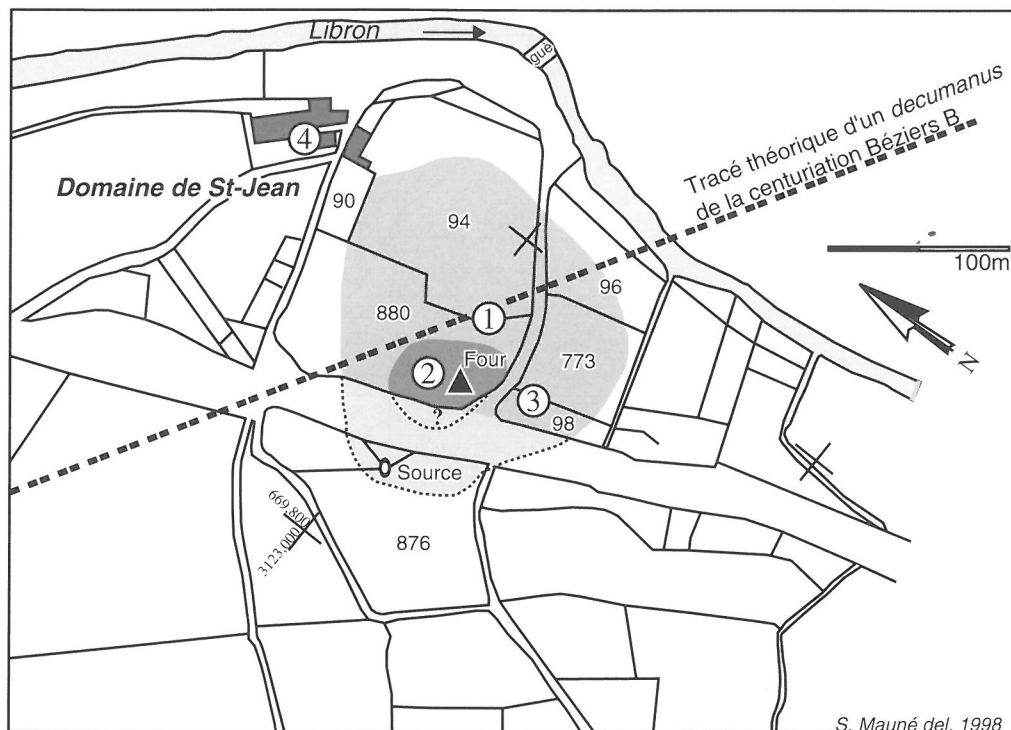 Libron
gué
Tracé théorique d'un decumanus
de la centuriation Béziers B
4
Domaine de St-Jean
90
94
100m
96
880
1
N
773
2
Four
3
?
98
Source
669,800
3123,000
876
S. Mauné del. 1998